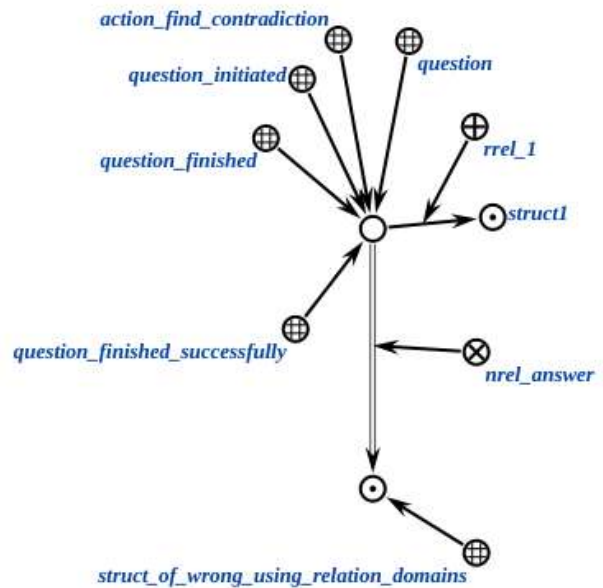 action_find_contradiction
question
question_initiated
rrel_1
question_finished
struct1
question_finished_successfully
nrel_answer
struct_of_wrong_using_relation_domains